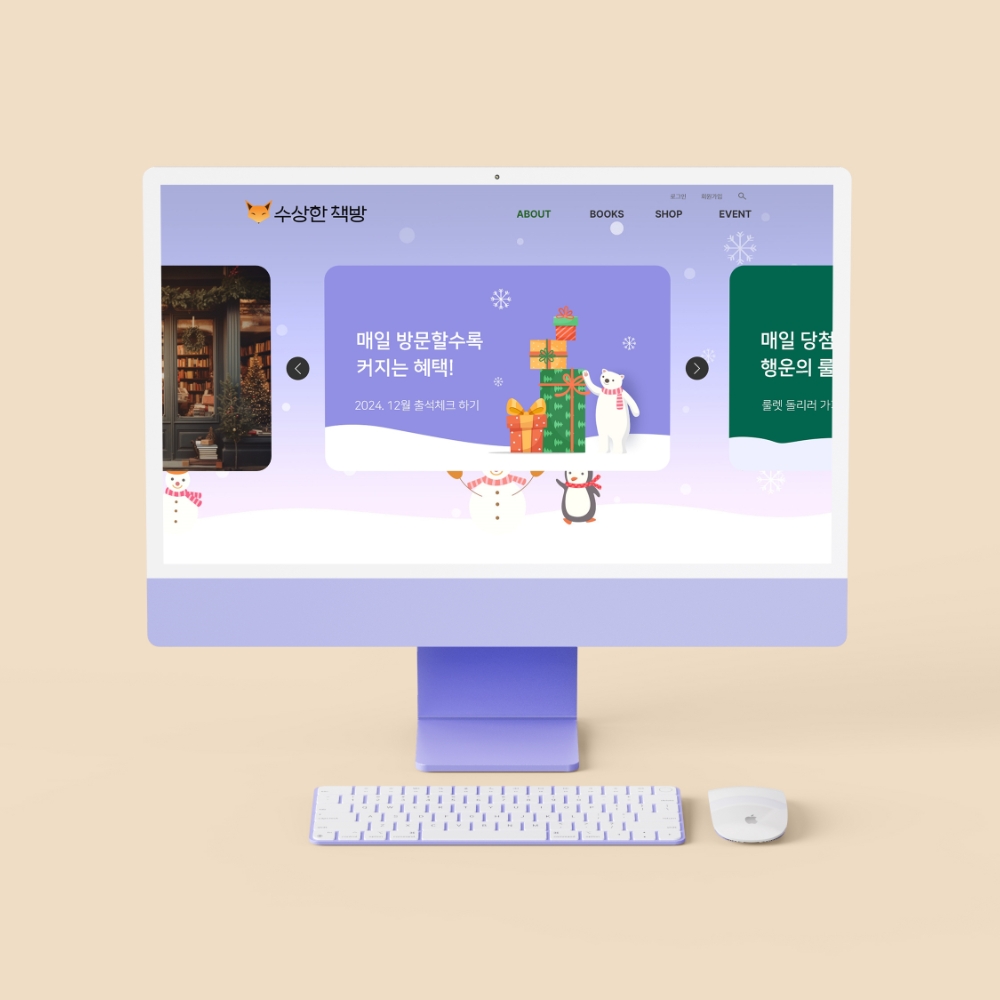 로그인 회원가입
수상한 책방
ABOUT BOOKS SHOP EVENT
매일 방문할수록
커지는 혜택!
2024. 12월 출석체크 하기
매일 당첨
행운의 룰
룰렛 돌리러 가